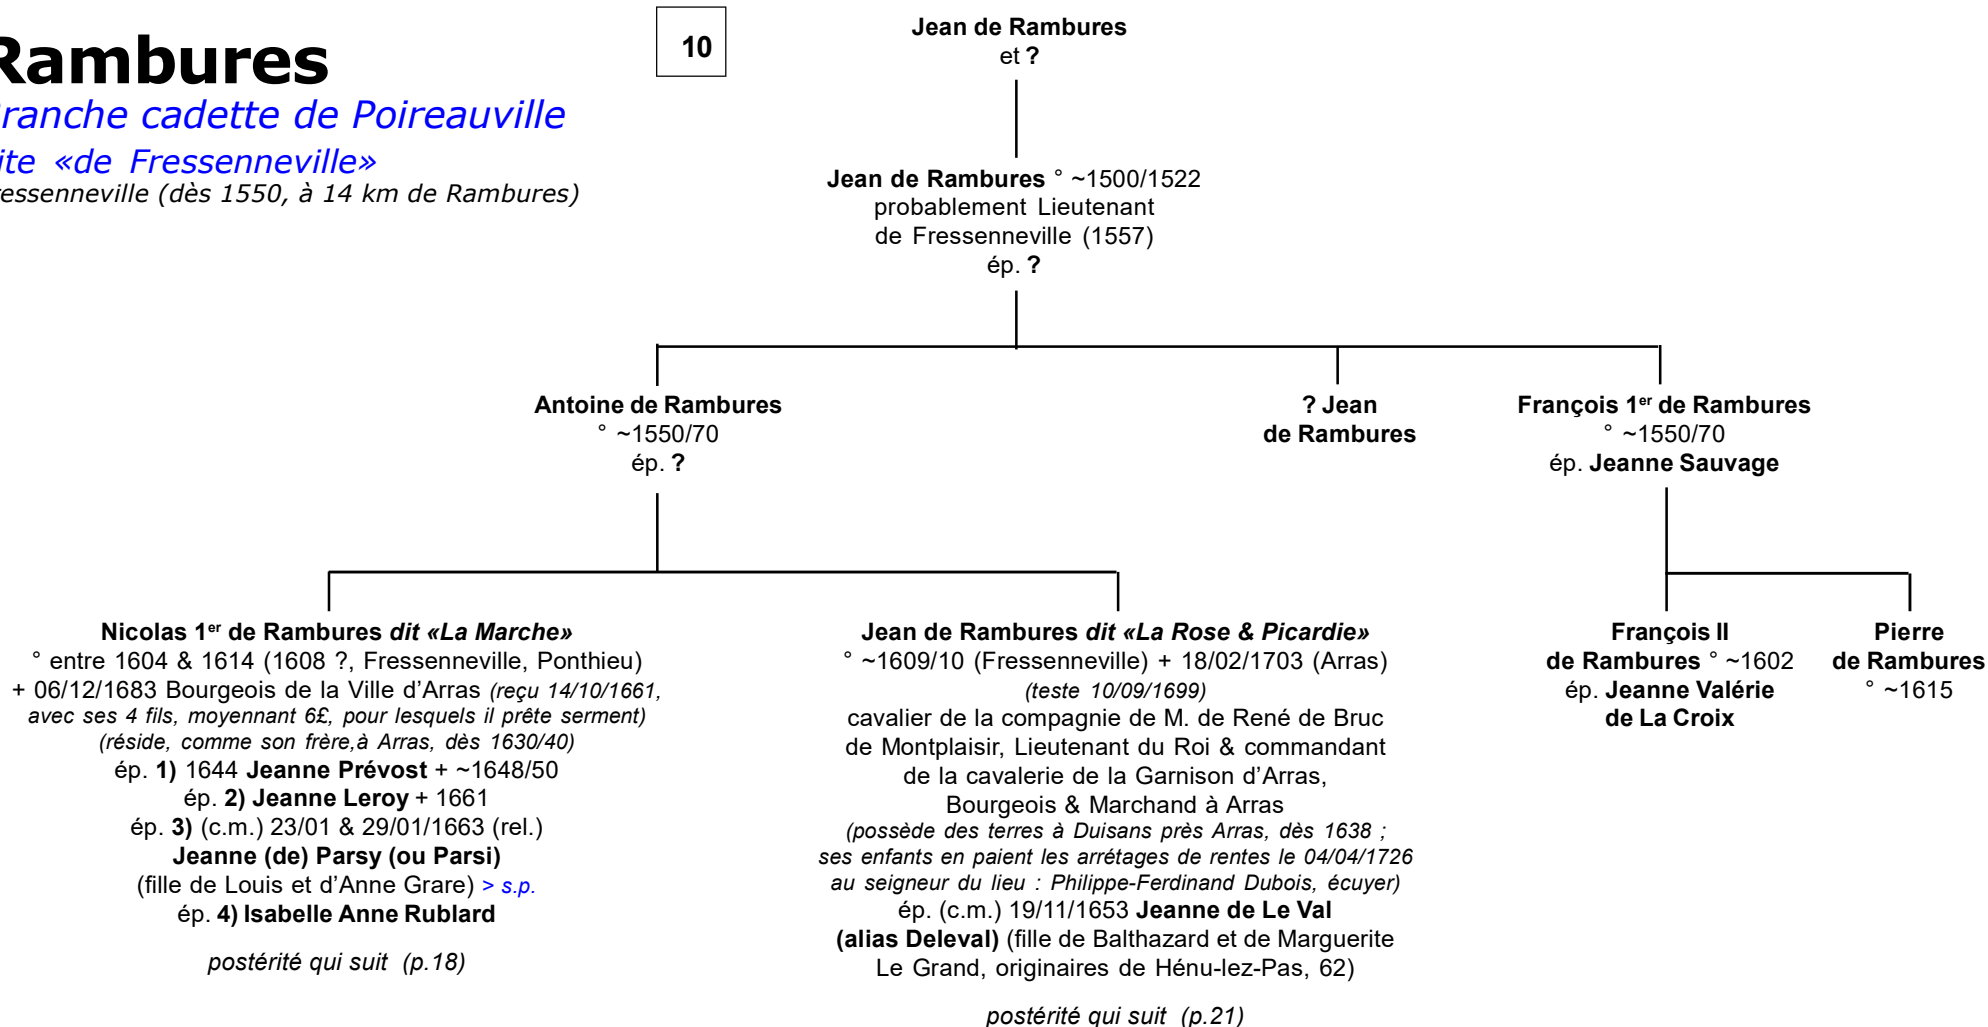 Rambures
ranche cadette de Poireauville
ite «de Fressenneville»
ressenneville (dès 1550, à 14 km de Rambures)
10
Jean de Rambures
et ?
Jean de Rambures ° ~1500/1522
probablement Lieutenant
de Fressenneville (1557)
ép. ?
Antoine de Rambures
° ~1550/70
ép. ?
? Jean
de Rambures
François 1er de Rambures
° ~1550/70
ép. Jeanne Sauvage
Nicolas 1er de Rambures dit «La Marche»
° entre 1604 & 1614 (1608 ?, Fressenneville, Ponthieu)
+ 06/12/1683 Bourgeois de la Ville d’Arras (reçu 14/10/1661,
avec ses 4 fils, moyennant 6£, pour lesquels il prête serment)
(réside, comme son frère,à Arras, dès 1630/40)
ép. 1) 1644 Jeanne Prévost + ~1648/50
ép. 2) Jeanne Leroy + 1661
ép. 3) (c.m.) 23/01 & 29/01/1663 (rel.)
Jeanne (de) Parsy (ou Parsi)
(fille de Louis et d’Anne Grare) > s.p.
ép. 4) Isabelle Anne Rublard
postérité qui suit (p.18)
Jean de Rambures dit «La Rose & Picardie»
° ~1609/10 (Fressenneville) + 18/02/1703 (Arras)
(teste 10/09/1699)
cavalier de la compagnie de M. de René de Bruc
de Montplaisir, Lieutenant du Roi & commandant
de la cavalerie de la Garnison d’Arras,
Bourgeois & Marchand à Arras
(possède des terres à Duisans près Arras, dès 1638 ;
ses enfants en paient les arrétages de rentes le 04/04/1726
au seigneur du lieu : Philippe-Ferdinand Dubois, écuyer)
ép. (c.m.) 19/11/1653 Jeanne de Le Val
(alias Deleval) (fille de Balthazard et de Marguerite
Le Grand, originaires de Hénu-lez-Pas, 62)
postérité qui suit (p.21)
François II
de Rambures ° ~1602
ép. Jeanne Valérie
de La Croix
Pierre
de Rambures
° ~1615